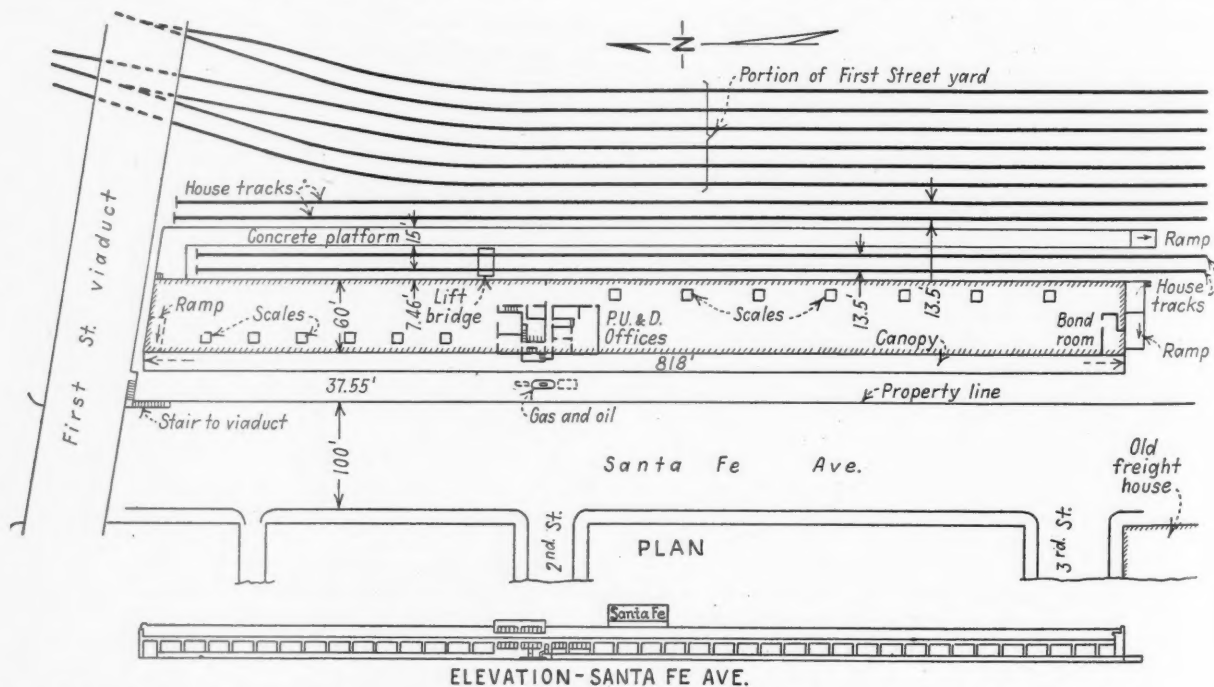 N
Portion of First Street yard
House tracks
First St. viaduct
Concrete platform
15'
Ramp
House
tracks
Ramp
Scales
60'
7.46'
Lift
bridge
P.U.& D.
Offices
Scales
13.5'
13.5'
Bond
room
Canopy
Ramp
818'
37.55'
Gas and oil
Property line
Stair to viaduct
100'
Santa Fe Ave.
Old
freight
house
2nd. St.
3rd. St.
PLAN
Santa Fe
ELEVATION-SANTA FE AVE.